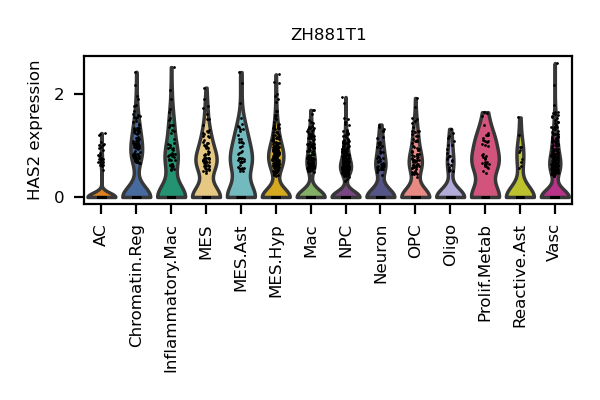 ZH881T1
HAS2 expression
2
0
AC
Chromatin.Reg
Inflammatory.Mac
MES
MES.Ast
MES.Hyp
Mac
NPC
Neuron
OPC
Oligo
Prolif.Metab
Reactive.Ast
Vasc